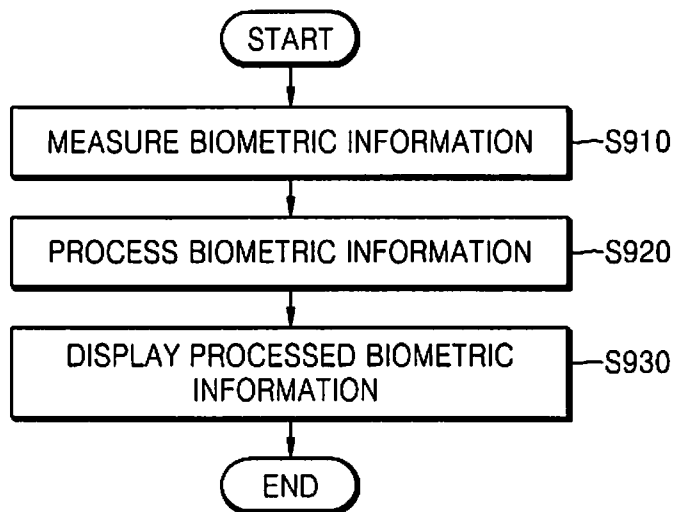 START
MEASURE BIOMETRIC INFORMATION
S910
PROCESS BIOMETRIC INFORMATION
S920
DISPLAY PROCESSED BIOMETRIC
INFORMATION
S930
END